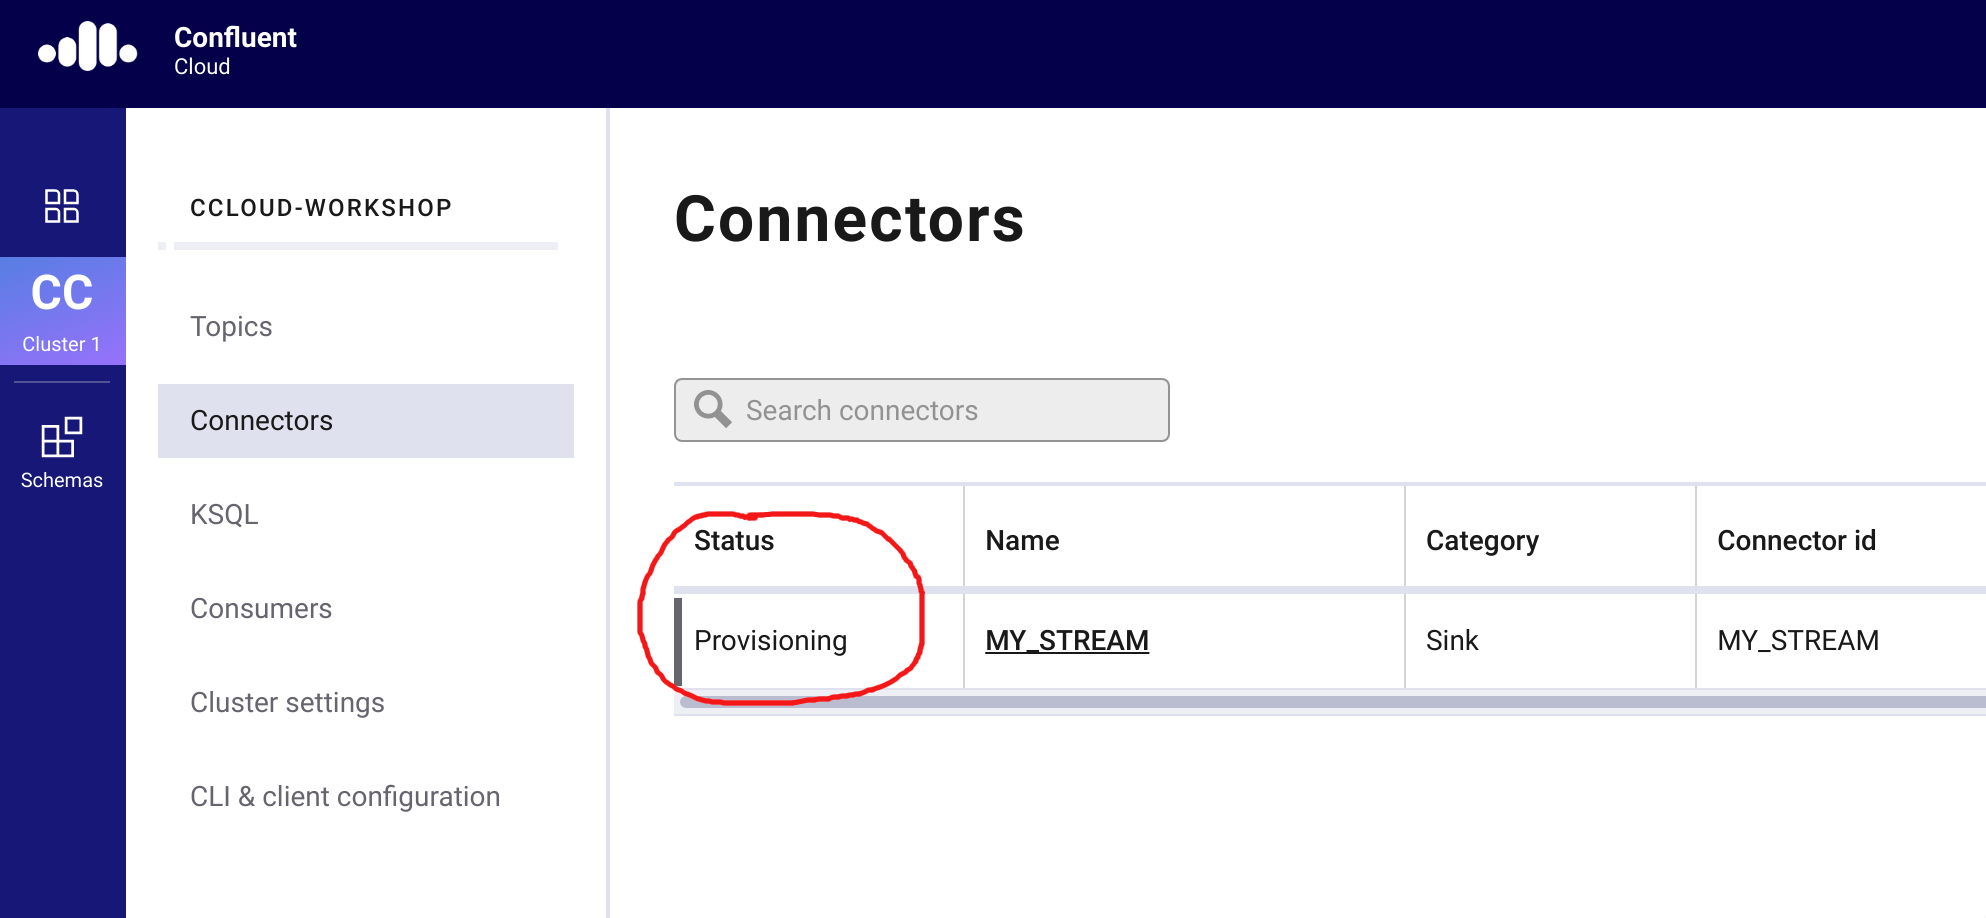 Confluent
Cloud
CC
Cluster 1
Schemas
CCLOUD-WORKSHOP
Topics
Connectors
KSQL
Consumers
Cluster settings
CLI & client configuration
Connectors
Search connectors
Status Name Category Connector id
Provisioning MY_STREAM Sink MY_STREAM